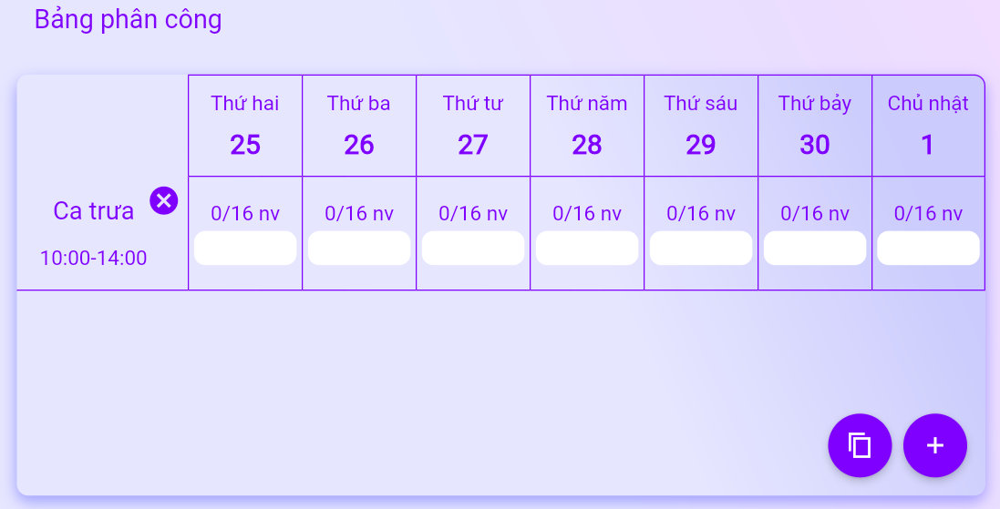 Bảng phân công
Thứ hai Thứ ba Thứ tư Thứ năm Thứ sáu Thứ bảy Chủ nhật
25 26 27 28 29 30 1
Ca trưa 0/16 nv 0/16 nv 0/16 nv 0/16 nv 0/16 nv 0/16 nv 0/16 nv
10:00-14:00